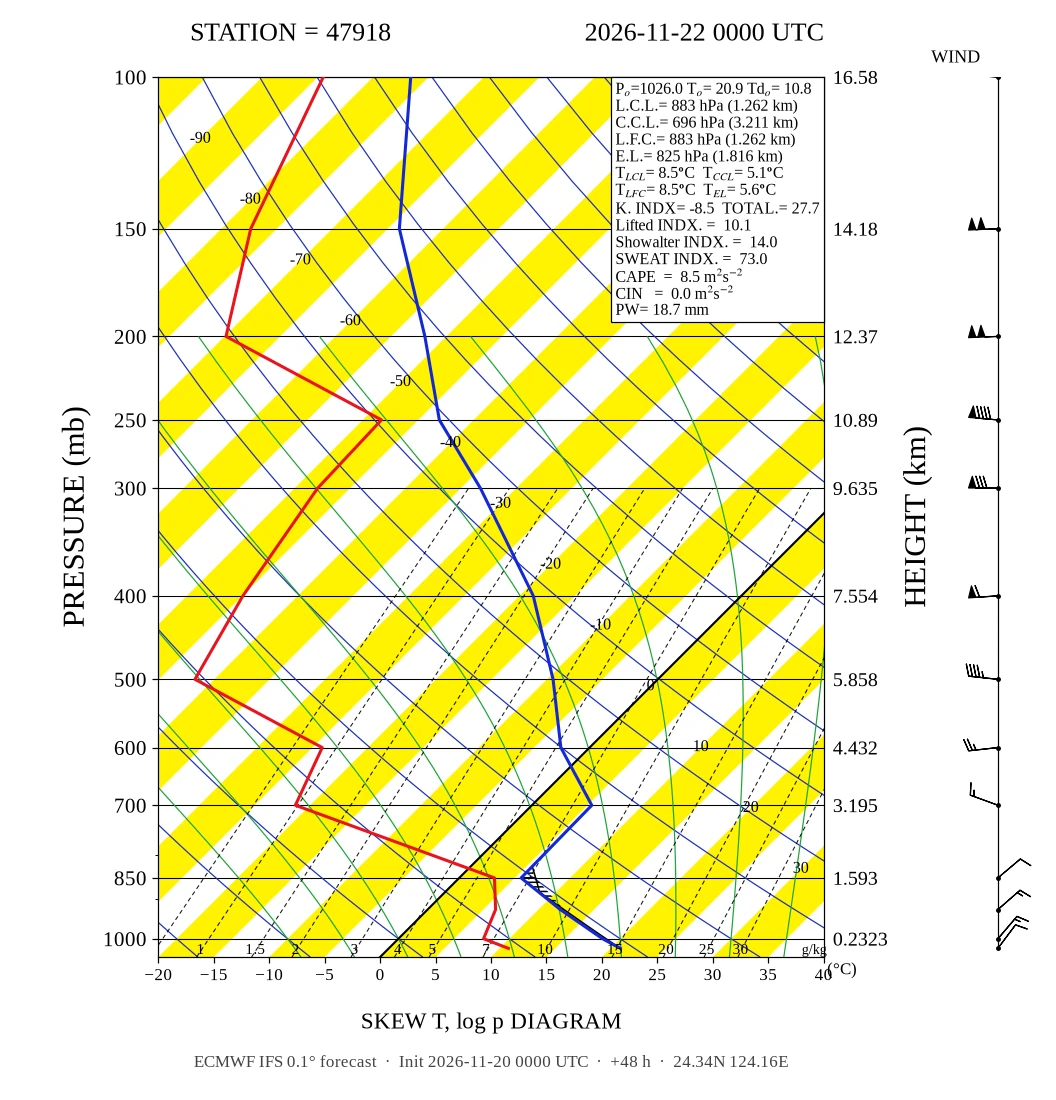 STATION = 47918
2026-11-22 0000 UTC
WIND
P_o=1026.0 T_o= 20.9 Td_o= 10.8
L.C.L.= 883 hPa (1.262 km)
C.C.L.= 696 hPa (3.211 km)
L.F.C.= 883 hPa (1.262 km)
E.L.= 825 hPa (1.816 km)
T_LCL= 8.5°C T_CCL= 5.1°C
T_LFC= 8.5°C T_EL= 5.6°C
K. INDX= -8.5 TOTAL.= 27.7
Lifted INDX. = 10.1
Showalter INDX. = 14.0
SWEAT INDX. = 73.0
CAPE = 8.5 m²s⁻²
CIN = 0.0 m²s⁻²
PW= 18.7 mm
100 16.58
-90
-80
150 14.18
-70
-60
200 12.37
-50
250 10.89
-40
300 9.635
-30
-20
400 7.554
-10
500 5.858
0
600 4.432
10
700 3.195
20
30
850 1.593
1000 0.2323
PRESSURE (mb)
HEIGHT (km)
1 1.5 2 3 4 5 7 10 15 20 25 30 g/kg
−20 −15 −10 −5 0 5 10 15 20 25 30 35 40 (°C)
SKEW T, log p DIAGRAM
ECMWF IFS 0.1° forecast · Init 2026-11-20 0000 UTC · +48 h · 24.34N 124.16E